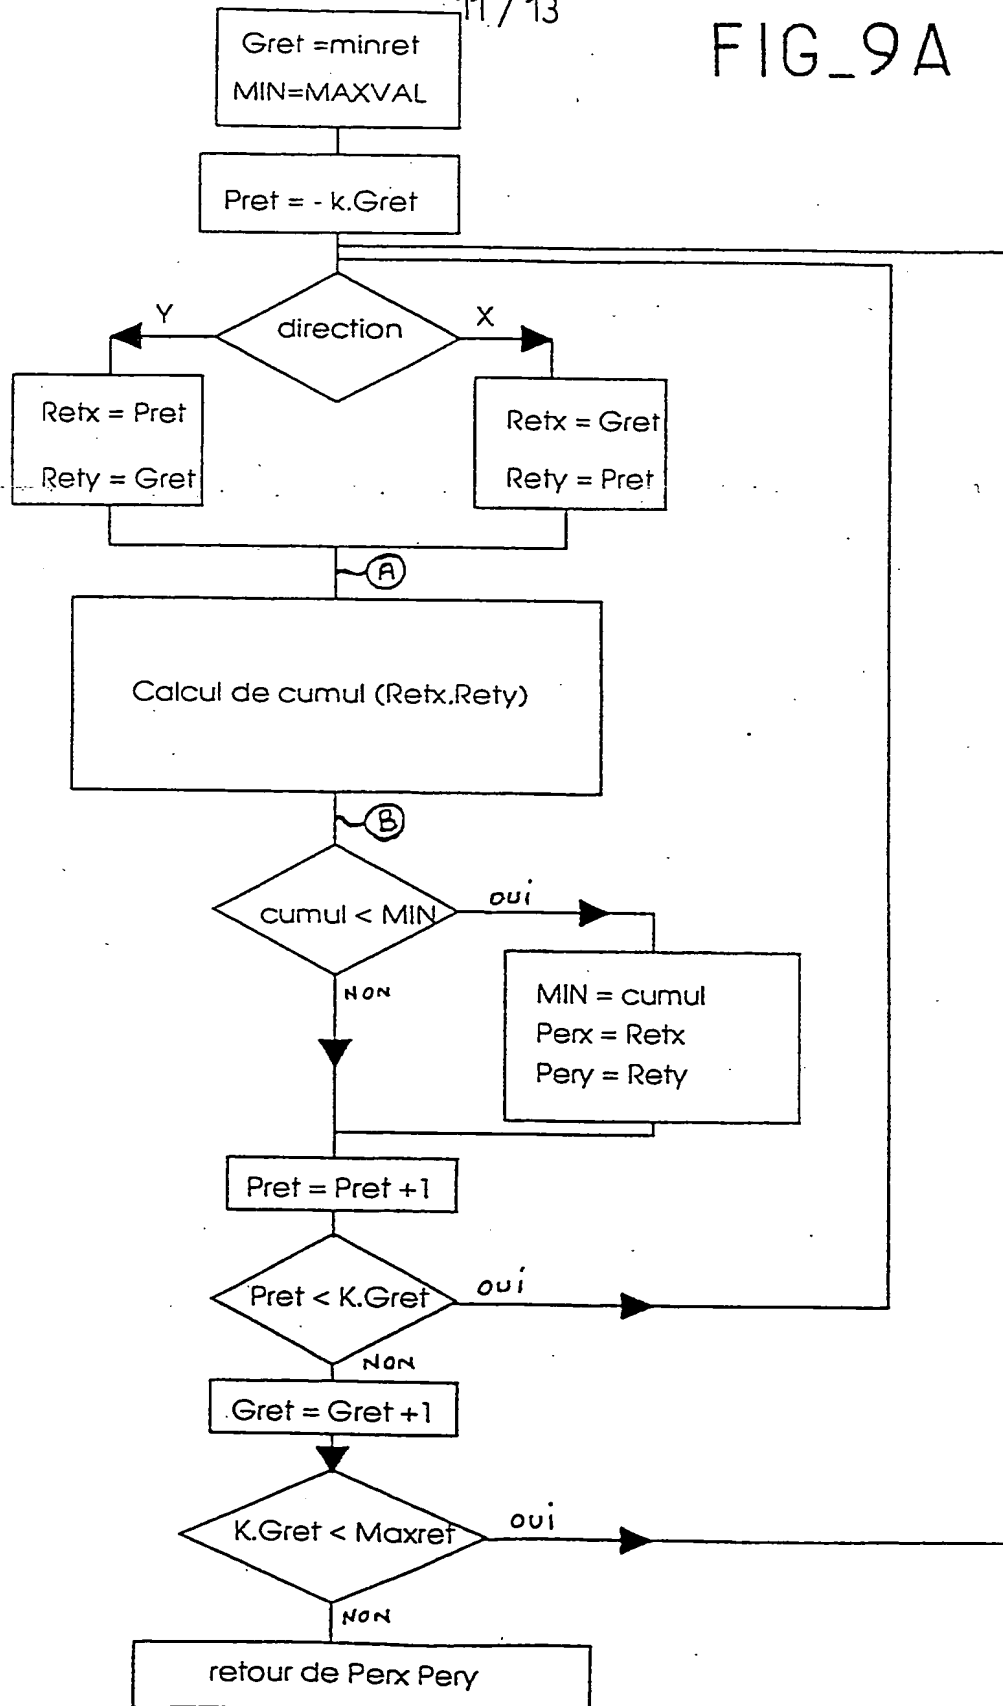 11/13
FIG_9A
Gret =minret
MIN=MAXVAL
Pret = - k.Gret
Y
direction
X
Retx = Pret
Rety = Gret
Retx = Gret
Rety = Pret
A
Calcul de cumul (Retx.Rety)
B
cumul < MIN
oui
NON
MIN = cumul
Perx = Retx
Pery = Rety
Pret = Pret +1
Pret < K.Gret
oui
NON
Gret = Gret +1
K.Gret < Maxret
oui
NON
retour de Perx Pery